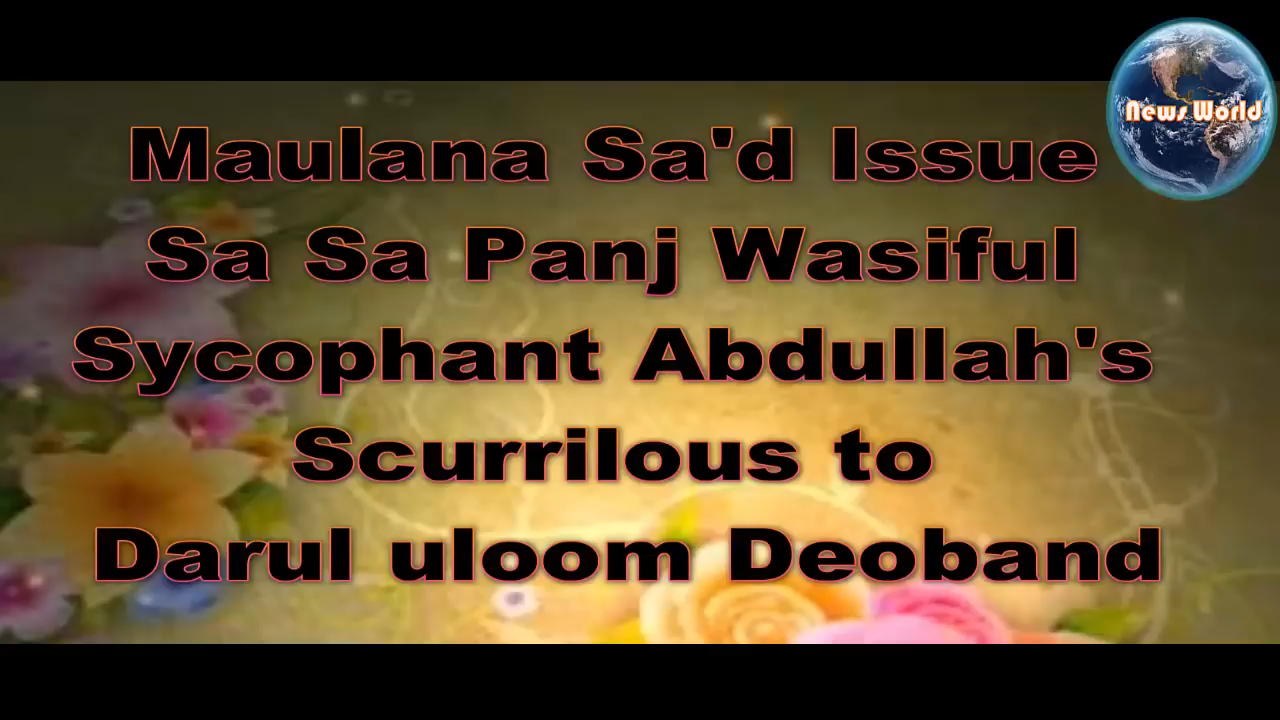 News World
Maulana Sa'd Issue
Sa Sa Panj Wasiful
Sycophant Abdullah's
Scurrilous to
Darul uloom Deoband